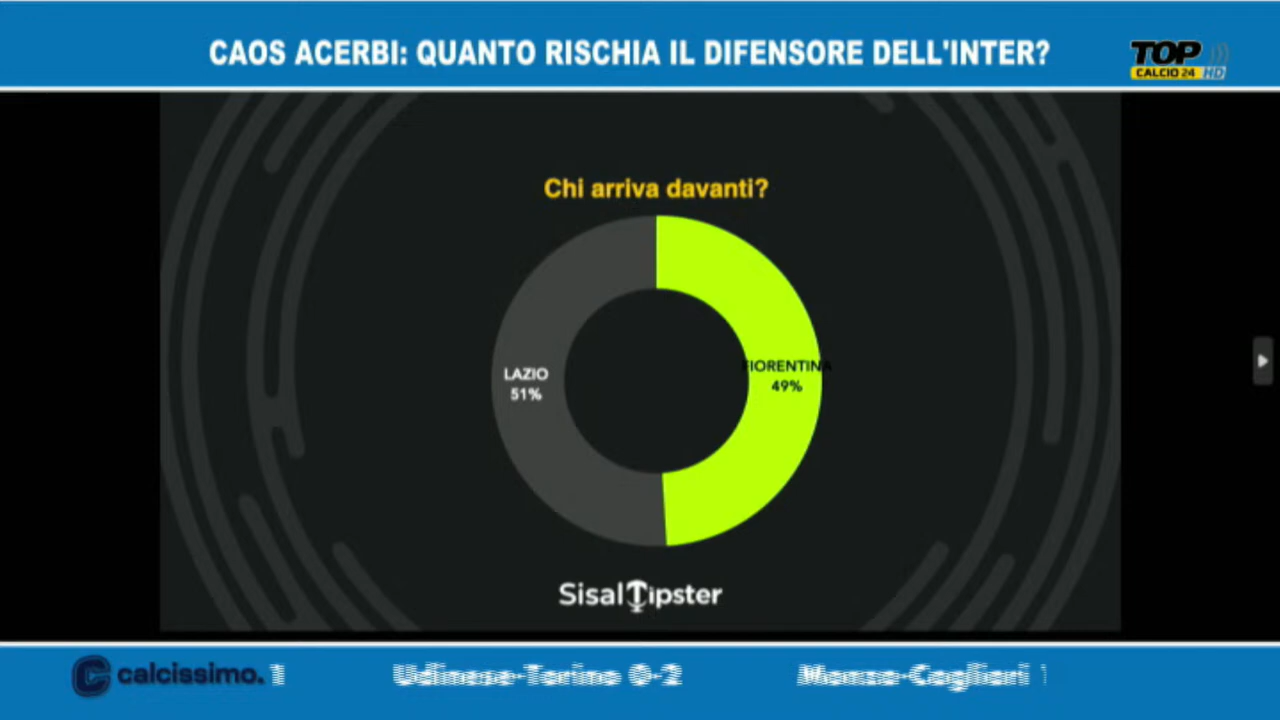 CAOS ACERBI: QUANTO RISCHIA IL DIFENSORE DELL'INTER?
TOP
CALCIO 24 HD
Chi arriva davanti?
LAZIO
51%
FIORENTINA
49%
SisalTipster
calcissimo. 1 Udinese-Torino 0-2 Monza-Cagliari 1